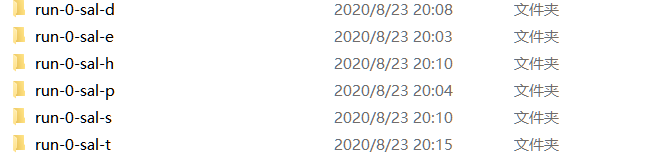 run-0-sal-d 2020/8/23 20:08 文件夹
run-0-sal-e 2020/8/23 20:03 文件夹
run-0-sal-h 2020/8/23 20:10 文件夹
run-0-sal-p 2020/8/23 20:04 文件夹
run-0-sal-s 2020/8/23 20:10 文件夹
run-0-sal-t 2020/8/23 20:15 文件夹